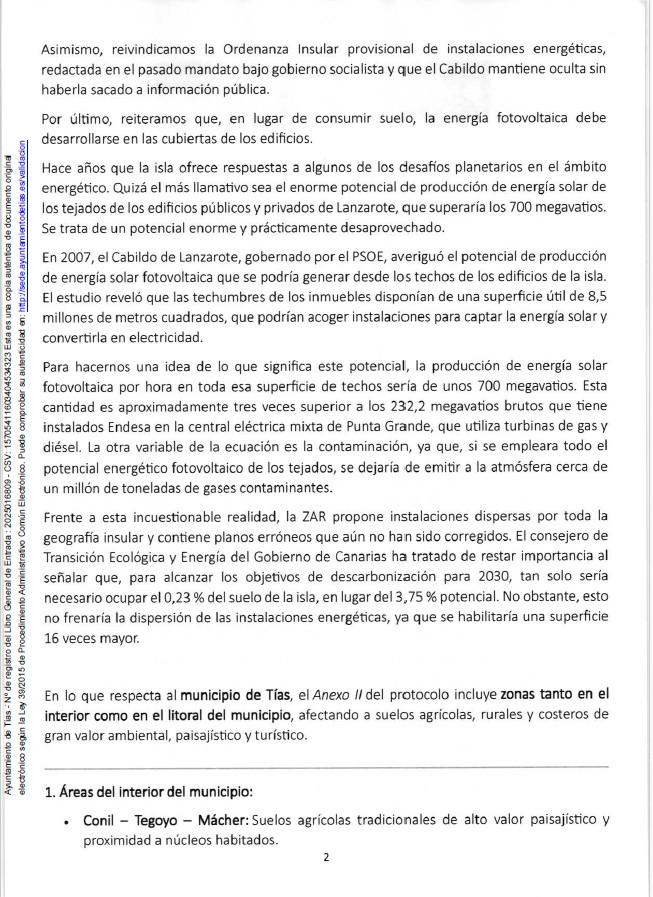 Asimismo, reivindicamos la Ordenanza Insular provisional de instalaciones energéticas,
redactada en el pasado mandato bajo gobierno socialista y que el Cabildo mantiene oculta sin
haberla sacado a información pública.
Por último, reiteramos que, en lugar de consumir suelo, la energía fotovoltaica debe
desarrollarse en las cubiertas de los edificios.
Hace años que la isla ofrece respuestas a algunos de los desafíos planetarios en el ámbito
energético. Quizá el más llamativo sea el enorme potencial de producción de energía solar de
los tejados de los edificios públicos y privados de Lanzarote, que superaría los 700 megavatios.
Se trata de un potencial enorme y prácticamente desaprovechado.
En 2007, el Cabildo de Lanzarote, gobernado por el PSOE, averiguó el potencial de producción
de energía solar fotovoltaica que se podría generar desde los techos de los edificios de la isla.
El estudio reveló que las techumbres de los inmuebles disponían de una superficie útil de 8,5
millones de metros cuadrados, que podrían acoger instalaciones para captar la energía solar y
convertirla en electricidad.
Para hacernos una idea de lo que significa este potencial, la producción de energía solar
fotovoltaica por hora en toda esa superficie de techos sería de unos 700 megavatios. Esta
cantidad es aproximadamente tres veces superior a los 232,2 megavatios brutos que tiene
instalados Endesa en la central eléctrica mixta de Punta Grande, que utiliza turbinas de gas y
diésel. La otra variable de la ecuación es la contaminación, ya que, si se empleara todo el
potencial energético fotovoltaico de los tejados, se dejaría de emitir a la atmósfera cerca de
un millón de toneladas de gases contaminantes.
Frente a esta incuestionable realidad, la ZAR propone instalaciones dispersas por toda la
geografía insular y contiene planos erróneos que aún no han sido corregidos. El consejero de
Transición Ecológica y Energía del Gobierno de Canarias ha tratado de restar importancia al
señalar que, para alcanzar los objetivos de descarbonización para 2030, tan solo sería
necesario ocupar el 0,23 % del suelo de la isla, en lugar del 3,75 % potencial. No obstante, esto
no frenaría la dispersión de las instalaciones energéticas, ya que se habilitaría una superficie
16 veces mayor.
En lo que respecta al municipio de Tías, el Anexo II del protocolo incluye zonas tanto en el
interior como en el litoral del municipio, afectando a suelos agrícolas, rurales y costeros de
gran valor ambiental, paisajístico y turístico.
1. Áreas del interior del municipio:
• Conil – Tegoyo – Mácher: Suelos agrícolas tradicionales de alto valor paisajístico y
proximidad a núcleos habitados.
2
Ayuntamiento de Tías - Nº de registro del Libro General de Entrada : 2025016809 - CSV: 15705411603404534323 Esta es una copia auténtica de documento original
electrónico según la Ley 39/2015 de Procedimiento Administrativo Común Electrónico. Puede comprobar su autenticidad en: http://sede.ayuntamientodetias.es/validacion